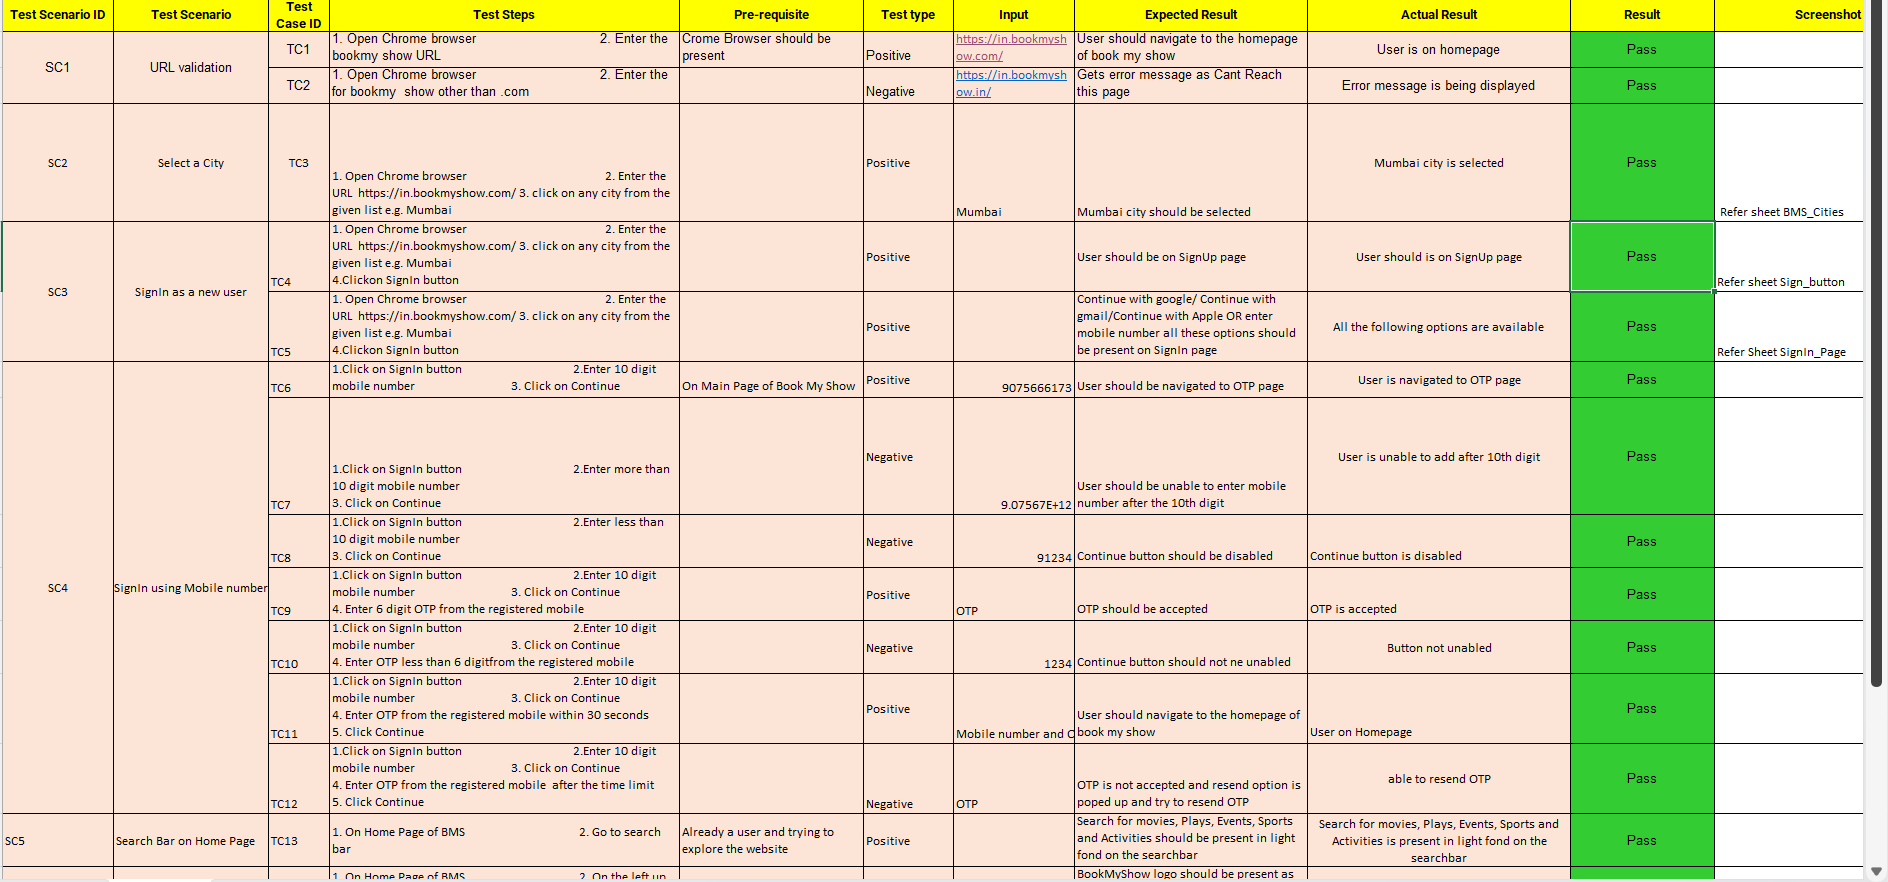 Test Scenario ID Test Scenario Test Case ID Test Steps Pre-requisite Test type Input Expected Result Actual Result Result Screenshot
SC1
URL validation
TC1
1. Open Chrome browser 2. Enter the
bookmy show URL
Crome Browser should be
present
Positive
https://in.bookmysh
ow.com/
User should navigate to the homepage
of book my show
User is on homepage
Pass
TC2
1. Open Chrome browser 2. Enter the
for bookmy show other than .com
Negative
https://in.bookmysh
ow.in/
Gets error message as Cant Reach
this page
Error message is being displayed
Pass
SC2
Select a City
TC3
1. Open Chrome browser 2. Enter the
URL https://in.bookmyshow.com/ 3. click on any city from the
given list e.g. Mumbai
Positive
Mumbai
Mumbai city should be selected
Mumbai city is selected
Pass
Refer sheet BMS_Cities
SC3
SignIn as a new user
TC4
1. Open Chrome browser 2. Enter the
URL https://in.bookmyshow.com/ 3. click on any city from the
given list e.g. Mumbai
4.Clickon SignIn button
Positive
User should be on SignUp page
User should is on SignUp page
Pass
Refer sheet Sign_button
TC5
1. Open Chrome browser 2. Enter the
URL https://in.bookmyshow.com/ 3. click on any city from the
given list e.g. Mumbai
4.Clickon SignIn button
Positive
Continue with google/ Continue with
gmail/Continue with Apple OR enter
mobile number all these options should
be present on SignIn page
All the following options are available
Pass
Refer Sheet SignIn_Page
SC4
SignIn using Mobile number
TC6
1.Click on SignIn button 2.Enter 10 digit
mobile number 3. Click on Continue
On Main Page of Book My Show
Positive
9075666173
User should be navigated to OTP page
User is navigated to OTP page
Pass
TC7
1.Click on SignIn button 2.Enter more than
10 digit mobile number
3. Click on Continue
Negative
9.07567E+12
User should be unable to enter mobile
number after the 10th digit
User is unable to add after 10th digit
Pass
TC8
1.Click on SignIn button 2.Enter less than
10 digit mobile number
3. Click on Continue
Negative
91234
Continue button should be disabled
Continue button is disabled
Pass
TC9
1.Click on SignIn button 2.Enter 10 digit
mobile number 3. Click on Continue
4. Enter 6 digit OTP from the registered mobile
Positive
OTP
OTP should be accepted
OTP is accepted
Pass
TC10
1.Click on SignIn button 2.Enter 10 digit
mobile number 3. Click on Continue
4. Enter OTP less than 6 digitfrom the registered mobile
Negative
1234
Continue button should not ne unabled
Button not unabled
Pass
TC11
1.Click on SignIn button 2.Enter 10 digit
mobile number 3. Click on Continue
4. Enter OTP from the registered mobile within 30 seconds
5. Click Continue
Positive
Mobile number and
User should navigate to the homepage of
book my show
User on Homepage
Pass
TC12
1.Click on SignIn button 2.Enter 10 digit
mobile number 3. Click on Continue
4. Enter OTP from the registered mobile after the time limit
5. Click Continue
Negative
OTP
OTP is not accepted and resend option is
poped up and try to resend OTP
able to resend OTP
Pass
SC5
Search Bar on Home Page
TC13
1. On Home Page of BMS 2. Go to search
bar
Already a user and trying to
explore the website
Positive
Search for movies, Plays, Events, Sports
and Activities should be present in light
fond on the searchbar
Search for movies, Plays, Events, Sports and
Activities is present in light fond on the
searchbar
Pass
1. On Home Page of BMS 2. On the left up
BookMyShow logo should be present as